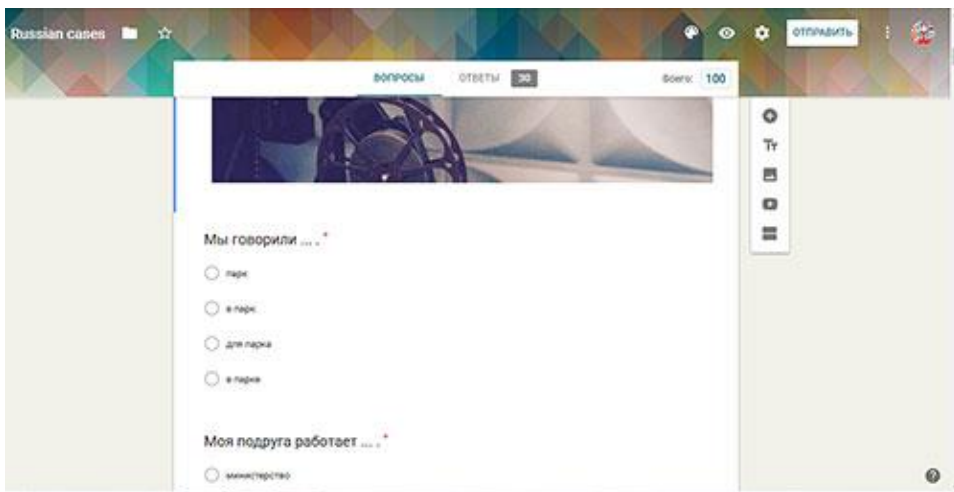 Russian cases
ОТПРАВИТЬ
ВОПРОСЫ ОТВЕТЫ 30 Всего: 100
Тт
Мы говорили ... . *
парк
в парк
для парка
в парке
Моя подруга работает ... . *
министерство